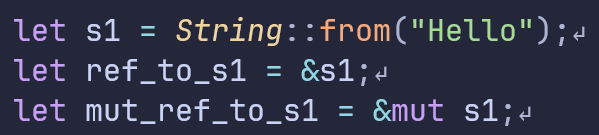 let s1 = String::from("Hello");↲
let ref_to_s1 = &s1;↲
let mut_ref_to_s1 = &mut s1;↲